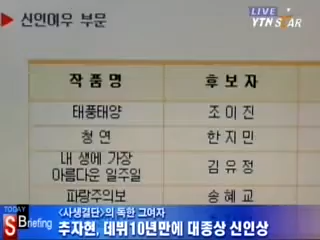 LIVE
YTN STAR
신인여우 부문
작품명 후보자
태풍태양 조이진
청연 한지민
내 생에 가장
아름다운 일주일 김유정
파랑주의보 송혜교
TODAY
S Briefing
<사생결단>의 독한 그여자
추자현, 데뷔10년만에 대종상 신인상